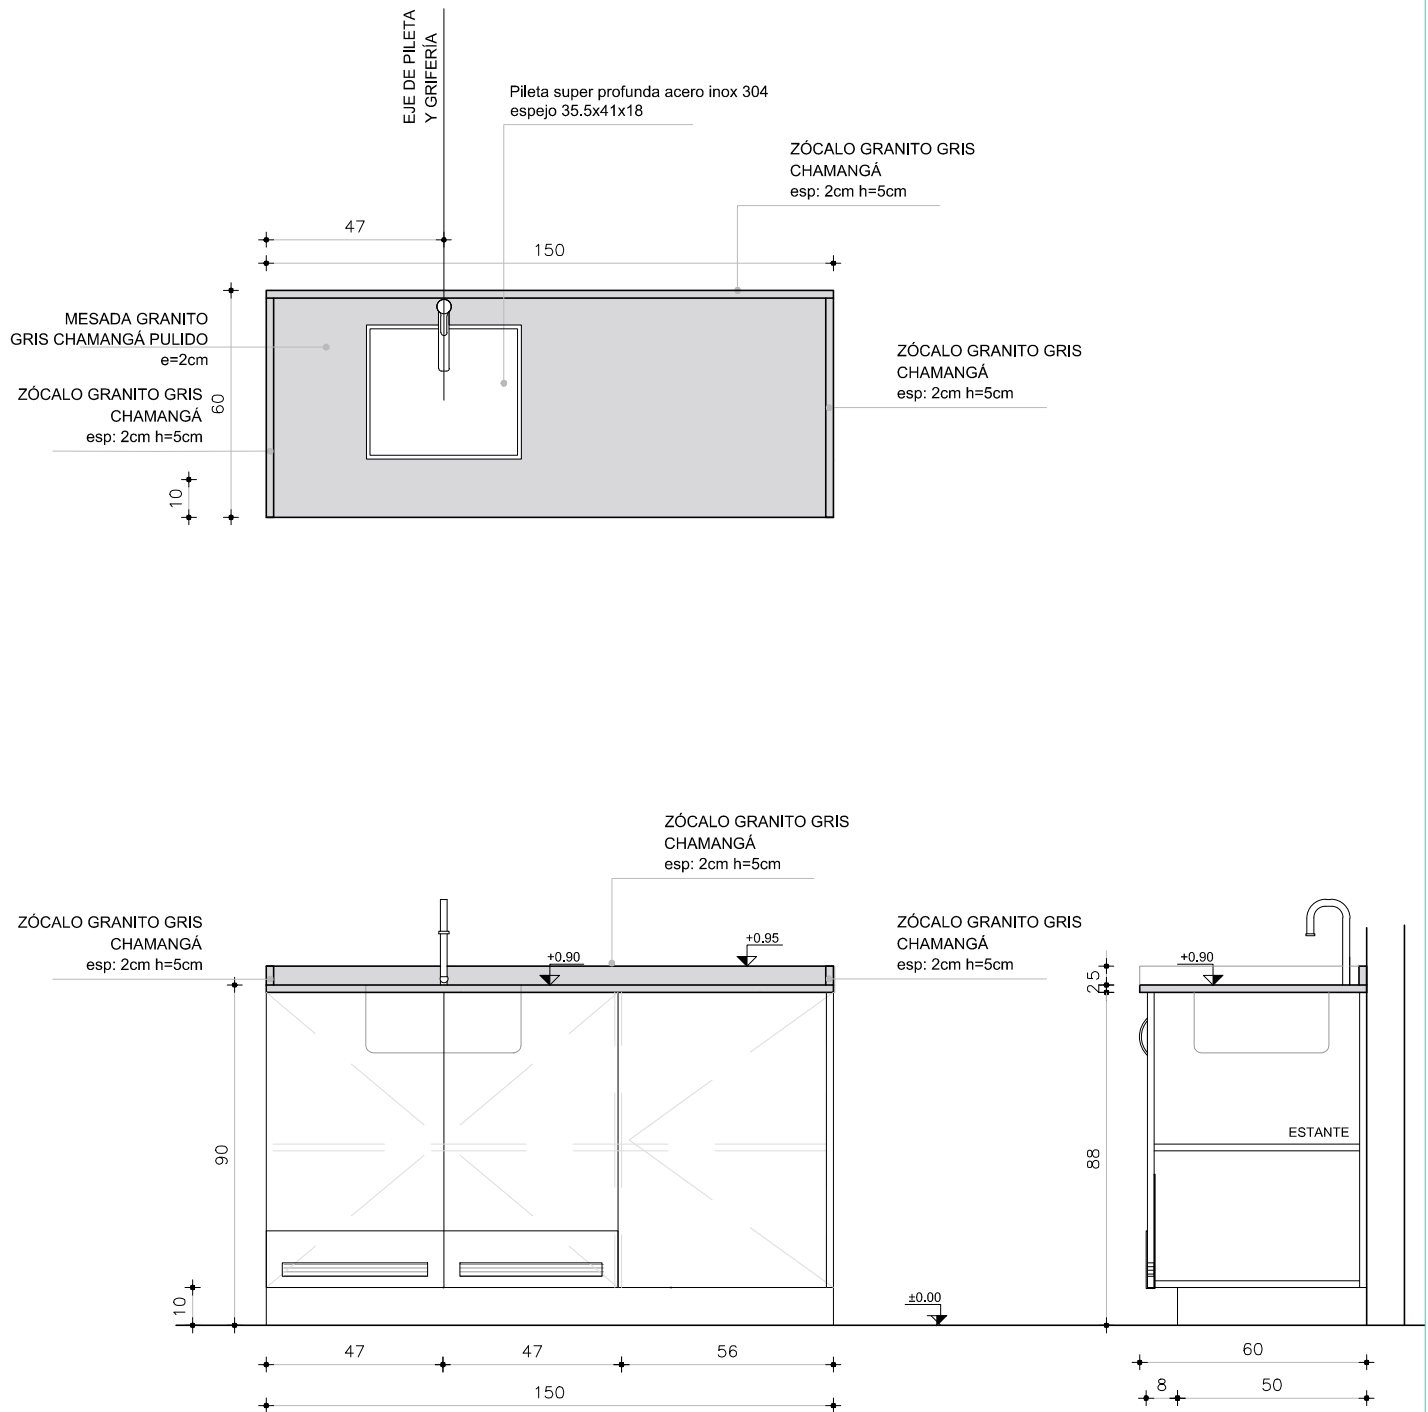 EJE DE PILETA
Y GRIFERÍA
Pileta super profunda acero inox 304
espejo 35.5x41x18
ZÓCALO GRANITO GRIS
CHAMANGÁ
esp: 2cm h=5cm
47
150
MESADA GRANITO
GRIS CHAMANGÁ PULIDO
e=2cm
ZÓCALO GRANITO GRIS
CHAMANGÁ
esp: 2cm h=5cm
60
10
ZÓCALO GRANITO GRIS
CHAMANGÁ
esp: 2cm h=5cm
ZÓCALO GRANITO GRIS
CHAMANGÁ
esp: 2cm h=5cm
ZÓCALO GRANITO GRIS
CHAMANGÁ
esp: 2cm h=5cm
+0.90
+0.95
ZÓCALO GRANITO GRIS
CHAMANGÁ
esp: 2cm h=5cm
+0.90
2 5
ESTANTE
90
88
10
±0.00
47
47
56
150
60
8
50